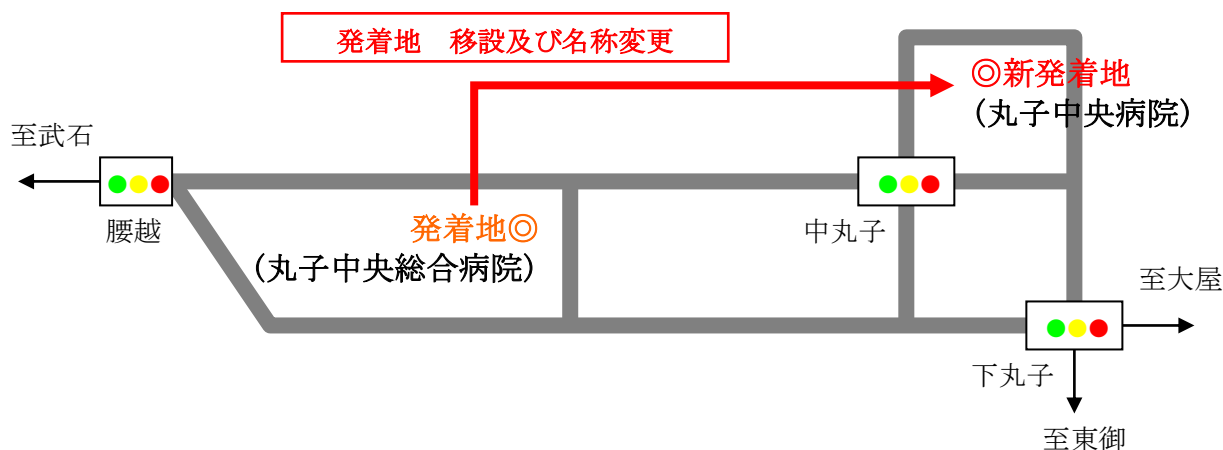 発着地　移設及び名称変更
◎新発着地
(丸子中央病院)
至武石
腰越
発着地◎
(丸子中央総合病院)
中丸子
至大屋
下丸子
至東御